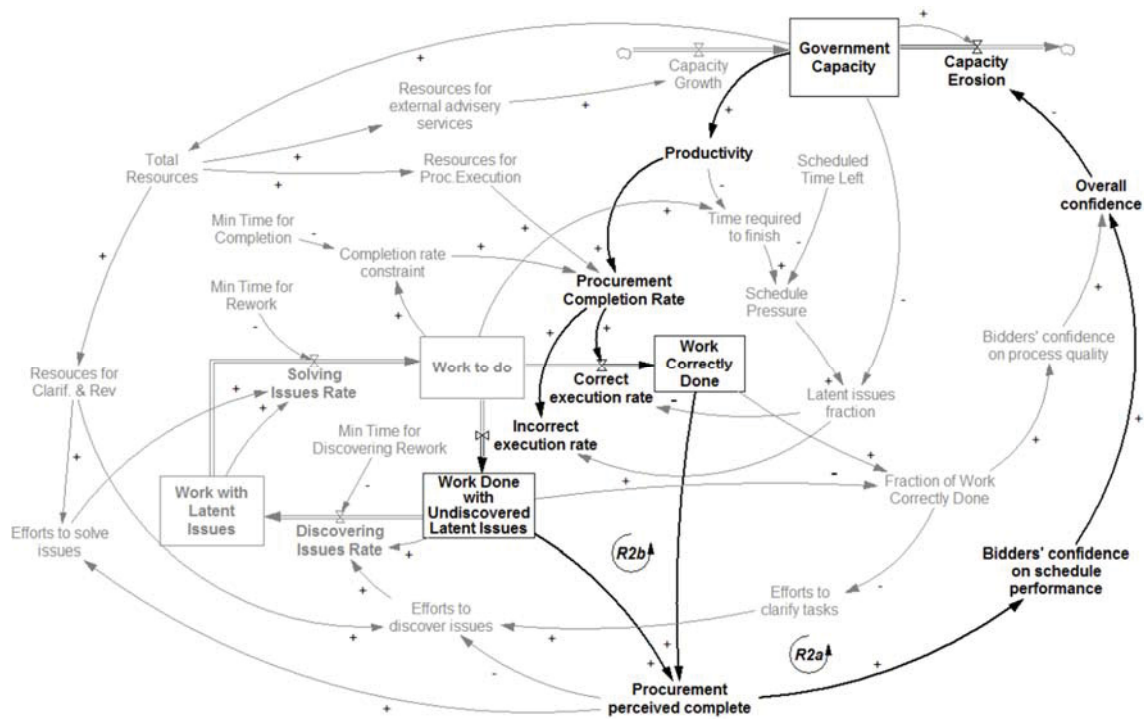 Government
Capacity
Capacity
Growth
Capacity
Erosion
Resources for
external advisery
services
Productivity
Total
Resources
Resources for
Proc.Execution
Scheduled
Time Left
Overall
confidence
Min Time for
Completion
Completion rate
constraint
Time required
to finish
Min Time for
Rework
Procurement
Completion Rate
Schedule
Pressure
Bidders' confidence
on process quality
Resouces for
Clarif. & Rev
Solving
Issues Rate
Work to do
Correct
execution rate
Work
Correctly
Done
Latent issues
fraction
Min Time for
Discovering Rework
Incorrect
execution rate
Work with
Latent
Issues
Work Done
with
Undiscovered
Latent Issues
Fraction of Work
Correctly Done
Efforts to solve
issues
Discovering
Issues Rate
R2b
Bidders' confidence
on schedule
performance
Efforts to
discover issues
Efforts to
clarify tasks
R2a
Procurement
perceived complete